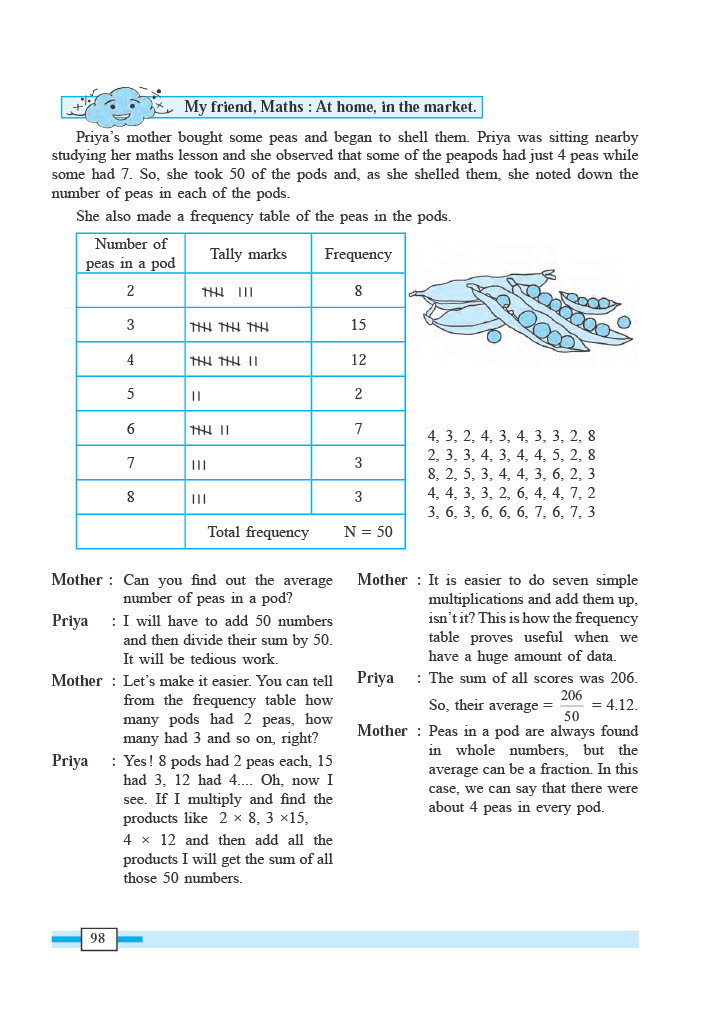 My friend, Maths : At home, in the market.
Priya's mother bought some peas and began to shell them. Priya was sitting nearby
studying her maths lesson and she observed that some of the peapods had just 4 peas while
some had 7. So, she took 50 of the pods and, as she shelled them, she noted down the
number of peas in each of the pods.
She also made a frequency table of the peas in the pods.
Number of
peas in a pod
Tally marks
Frequency
2
8
3
15
4
12
5
2
6
7
7
3
8
3
Total frequency N = 50
4, 3, 2, 4, 3, 4, 3, 3, 2, 8
2, 3, 3, 4, 3, 4, 4, 5, 2, 8
8, 2, 5, 3, 4, 4, 3, 6, 2, 3
4, 4, 3, 3, 2, 6, 4, 4, 7, 2
3, 6, 3, 6, 6, 6, 7, 6, 7, 3
Mother : Can you find out the average
number of peas in a pod?
Priya : I will have to add 50 numbers
and then divide their sum by 50.
It will be tedious work.
Mother : Let's make it easier. You can tell
from the frequency table how
many pods had 2 peas, how
many had 3 and so on, right?
Priya : Yes! 8 pods had 2 peas each, 15
had 3, 12 had 4.... Oh, now I
see. If I multiply and find the
products like 2 × 8, 3 ×15,
4 × 12 and then add all the
products I will get the sum of all
those 50 numbers.
Mother : It is easier to do seven simple
multiplications and add them up,
isn't it? This is how the frequency
table proves useful when we
have a huge amount of data.
Priya : The sum of all scores was 206.
So, their average = 206/50 = 4.12.
Mother : Peas in a pod are always found
in whole numbers, but the
average can be a fraction. In this
case, we can say that there were
about 4 peas in every pod.
98